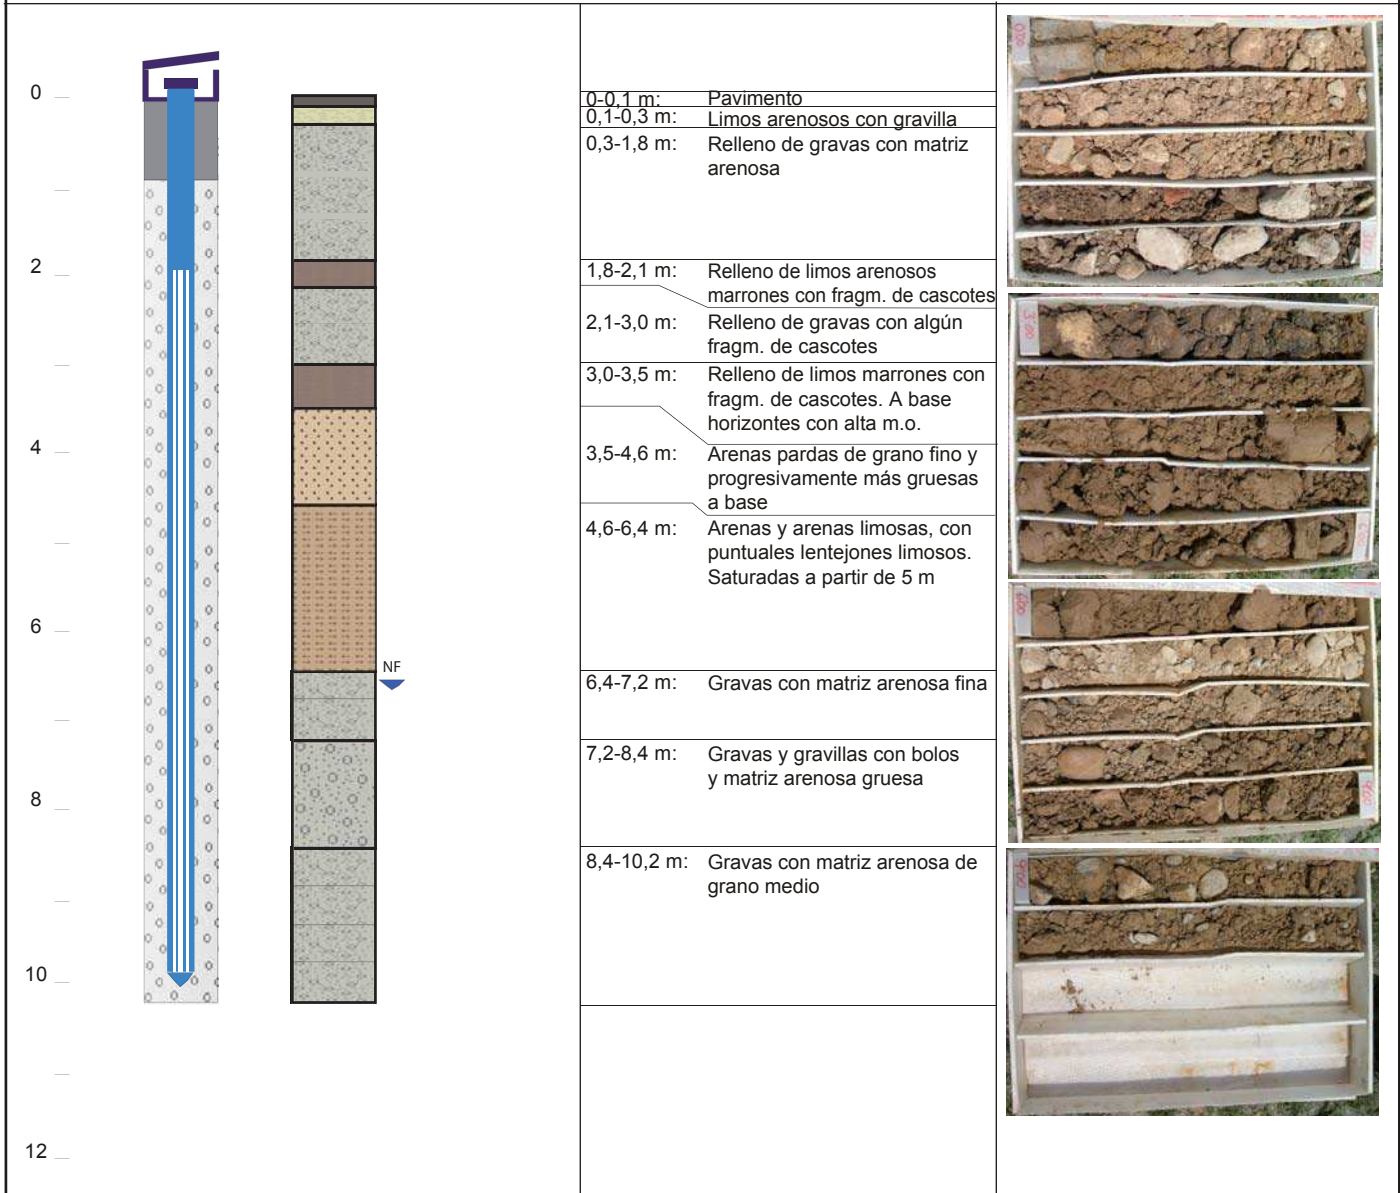 0
2
4
6
8
10
12
NF
0-0,1 m: Pavimento
0,1-0,3 m: Limos arenosos con gravilla
0,3-1,8 m: Relleno de gravas con matriz
arenosa
1,8-2,1 m: Relleno de limos arenosos
marrones con fragm. de cascotes
2,1-3,0 m: Relleno de gravas con algún
fragm. de cascotes
3,0-3,5 m: Relleno de limos marrones con
fragm. de cascotes. A base
horizontes con alta m.o.
3,5-4,6 m: Arenas pardas de grano fino y
progresivamente más gruesas
a base
4,6-6,4 m: Arenas y arenas limosas, con
puntuales lentejones limosos.
Saturadas a partir de 5 m
6,4-7,2 m: Gravas con matriz arenosa fina
7,2-8,4 m: Gravas y gravillas con bolos
y matriz arenosa gruesa
8,4-10,2 m: Gravas con matriz arenosa de
grano medio